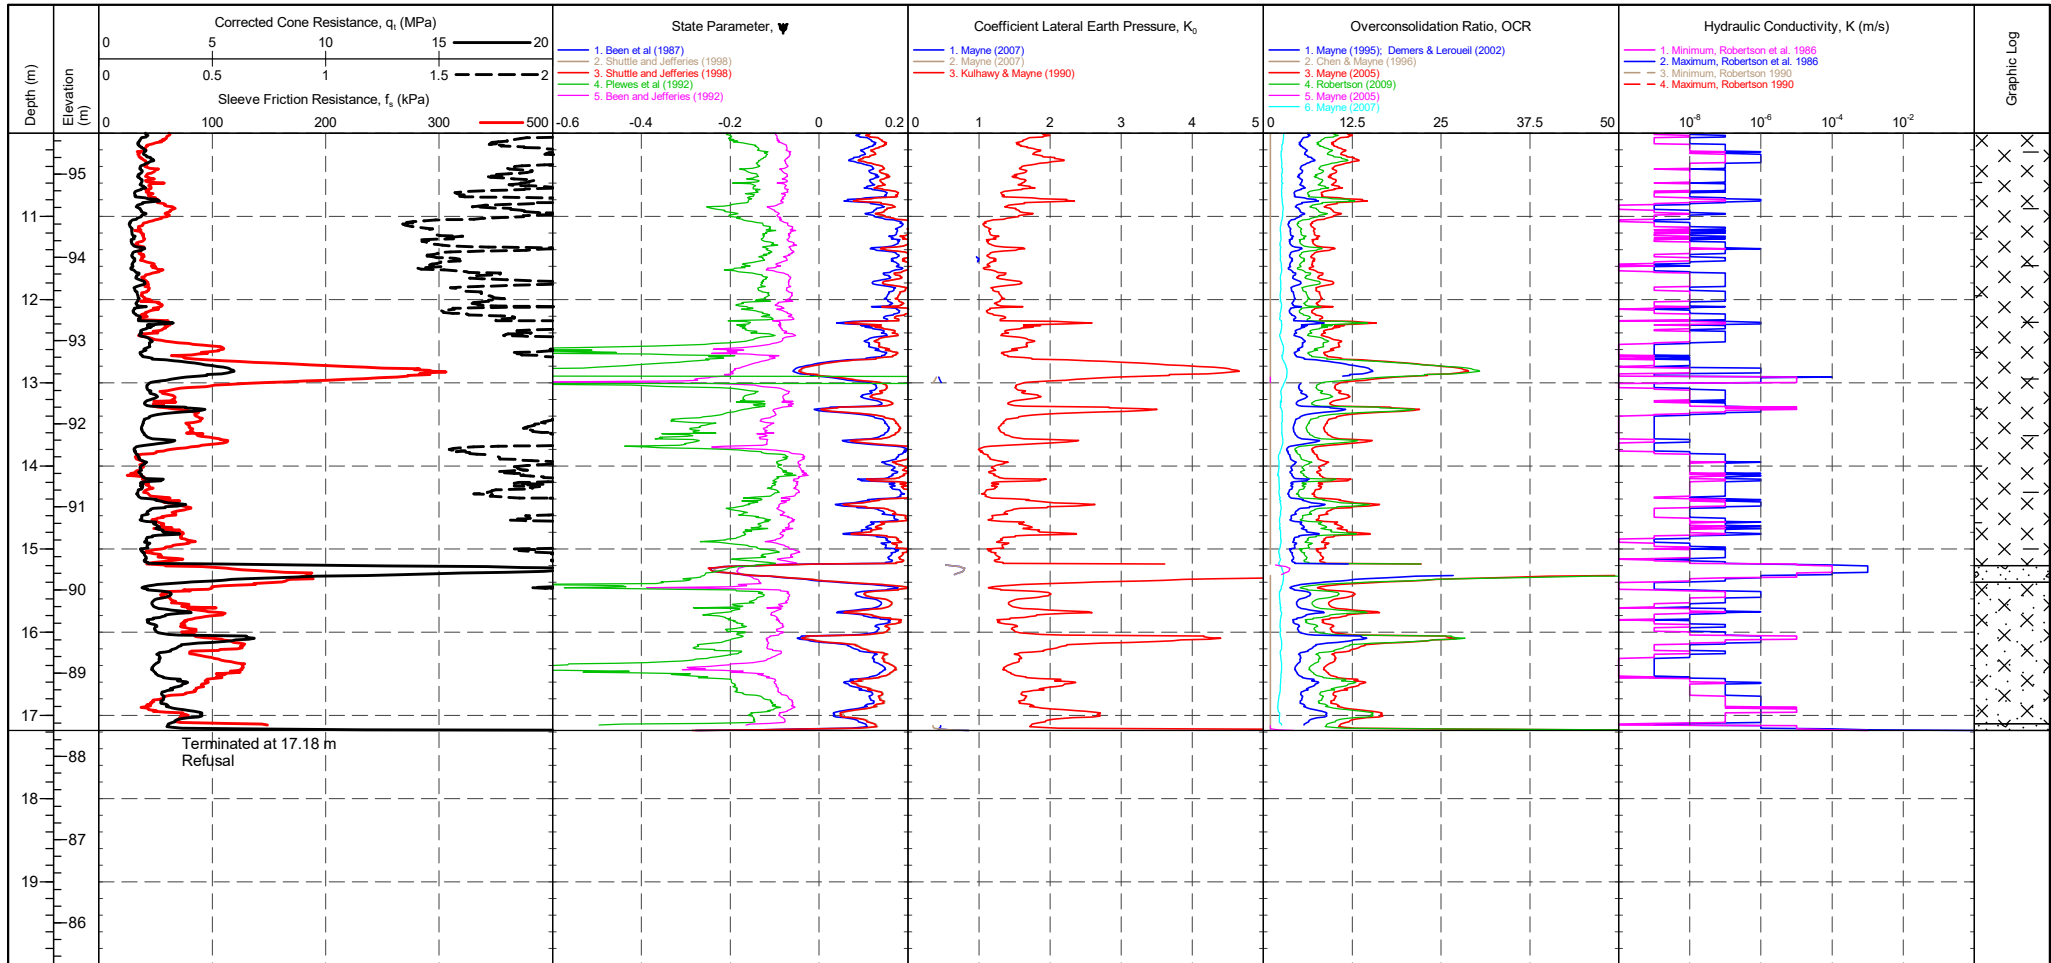 Depth (m)
Elevation
(m)
Corrected Cone Resistance, qt (MPa)
0 5 10 15 20
0 0.5 1 1.5 2
Sleeve Friction Resistance, fs (kPa)
0 100 200 300 500
State Parameter, Ψ
1. Been et al (1987)
2. Shuttle and Jefferies (1998)
3. Shuttle and Jefferies (1998)
4. Plewes et al (1992)
5. Been and Jefferies (1992)
-0.6 -0.4 -0.2 0 0.2
Coefficient Lateral Earth Pressure, K0
1. Mayne (2007)
2. Mayne (2007)
3. Kulhawy & Mayne (1990)
0 1 2 3 4 5
Overconsolidation Ratio, OCR
1. Mayne (1995); Demers & Leroueil (2002)
2. Chen & Mayne (1996)
3. Mayne (2005)
4. Robertson (2009)
5. Mayne (2005)
6. Mayne (2007)
0 12.5 25 37.5 50
Hydraulic Conductivity, K (m/s)
1. Minimum, Robertson et al. 1986
2. Maximum, Robertson et al. 1986
3. Minimum, Robertson 1990
4. Maximum, Robertson 1990
10-8 10-6 10-4 10-2
Graphic Log
95
11
94
12
93
13
92
14
91
15
90
16
89
17
Terminated at 17.18 m
Refusal
88
18
87
19
86